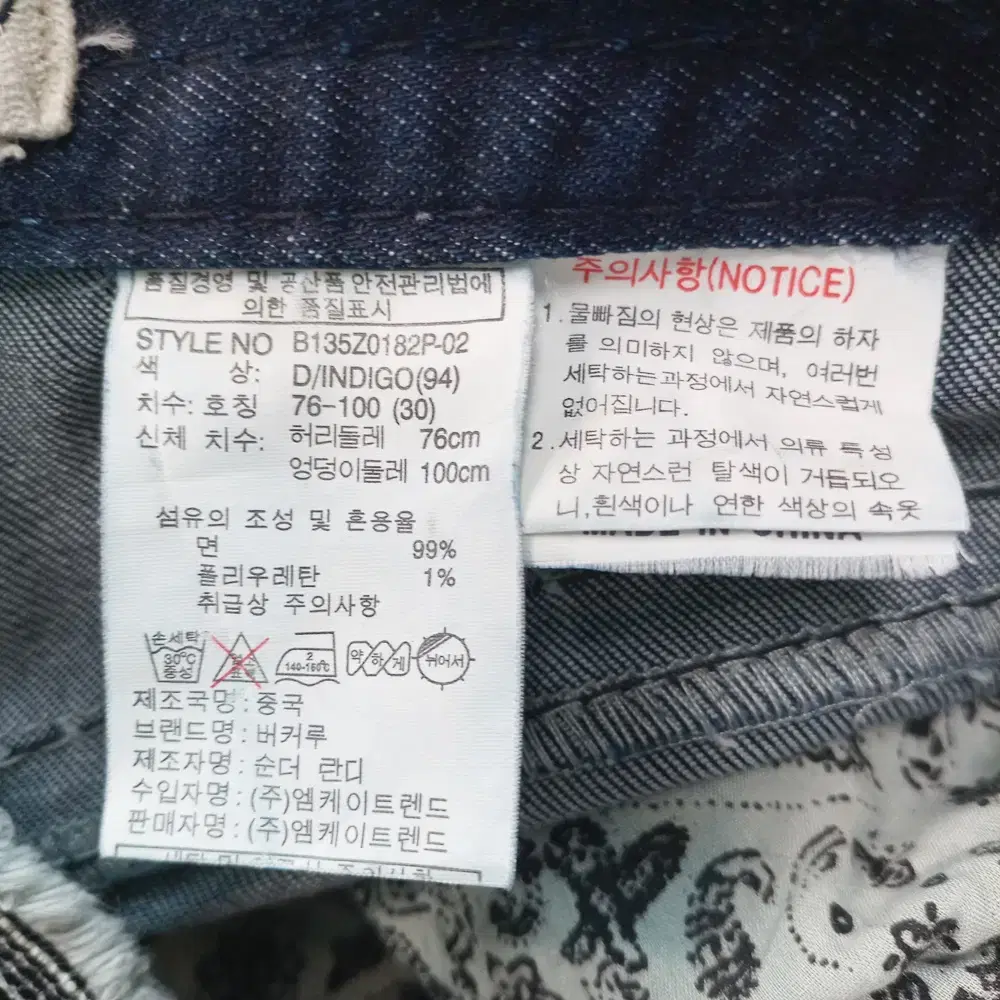 품질경영 및 공산품 안전관리법에
의한 품질표시
STYLE NO B135Z0182P-02
색 상: D/INDIGO(94)
치수: 호칭 76-100 (30)
신체 치수: 허리둘레 76cm
엉덩이둘레 100cm
섬유의 조성 및 혼용율
면 99%
폴리우레탄 1%
취급상 주의사항
손세탁
30℃
중성
2
140-160℃
약하게
뉘어서
제조국명: 중국
브랜드명: 버커루
제조자명: 순더 란디
수입자명: (주)엠케이트렌드
판매자명: (주)엠케이트렌드
주의사항(NOTICE)
1. 물빠짐의 현상은 제품의 하자
를 의미하지 않으며, 여러번
세탁하는과정에서 자연스럽게
없어집니다.
2. 세탁하는 과정에서 의류 특성
상 자연스런 탈색이 거듭되오
니,흰색이나 연한 색상의 속옷
MADE IN CHINA